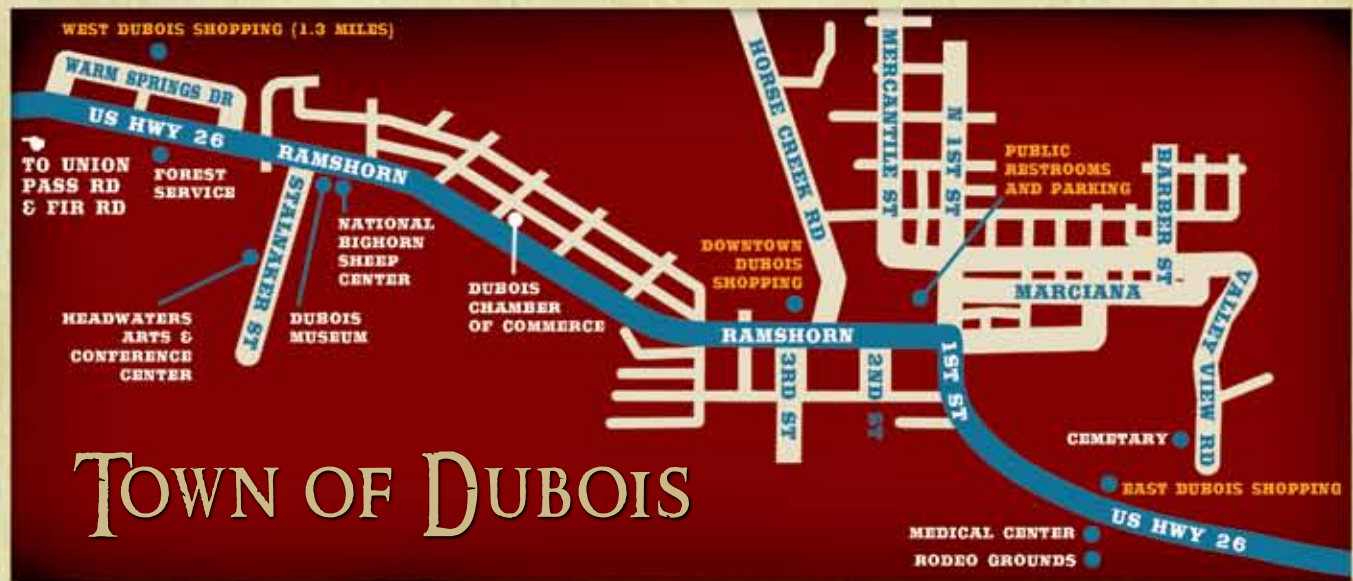 WEST DUBOIS SHOPPING (1.3 MILES)
WARM SPRINGS DR
US HWY 26
TO UNION
PASS RD
& FIR RD
FOREST
SERVICE
RAMSHORN
STALNAKER ST
NATIONAL
BIGHORN
SHEEP
CENTER
HEADWATERS
ARTS &
CONFERENCE
CENTER
DUBOIS
MUSEUM
DUBOIS
CHAMBER
OF COMMERCE
HORSE CREEK RD
MERCANTILE ST
N 1ST ST
PUBLIC
RESTROOMS
AND PARKING
BARBER ST
DOWNTOWN
DUBOIS
SHOPPING
MARCIANA
VALLEY VIEW RD
RAMSHORN
3RD ST
2ND ST
1ST ST
CEMETARY
EAST DUBOIS SHOPPING
US HWY 26
MEDICAL CENTER
RODEO GROUNDS
TOWN OF DUBOIS